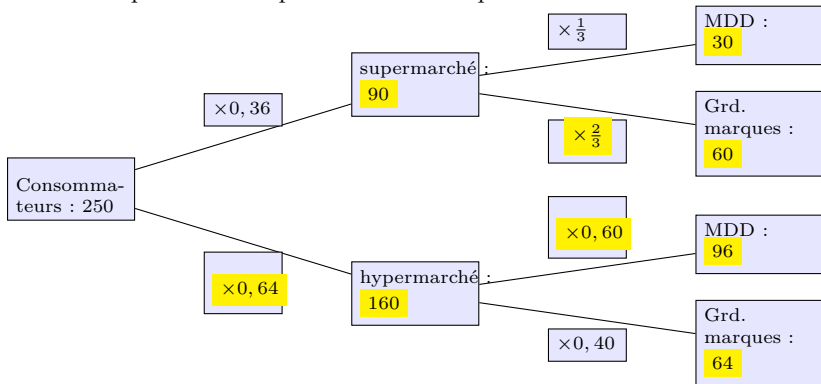 × 1/3
MDD :
30
supermarché :
90
×0, 36
Grd.
marques :
60
× 2/3
Consomma-
teurs : 250
×0, 60
MDD :
96
×0, 64
hypermarché :
160
Grd.
marques :
64
×0, 40